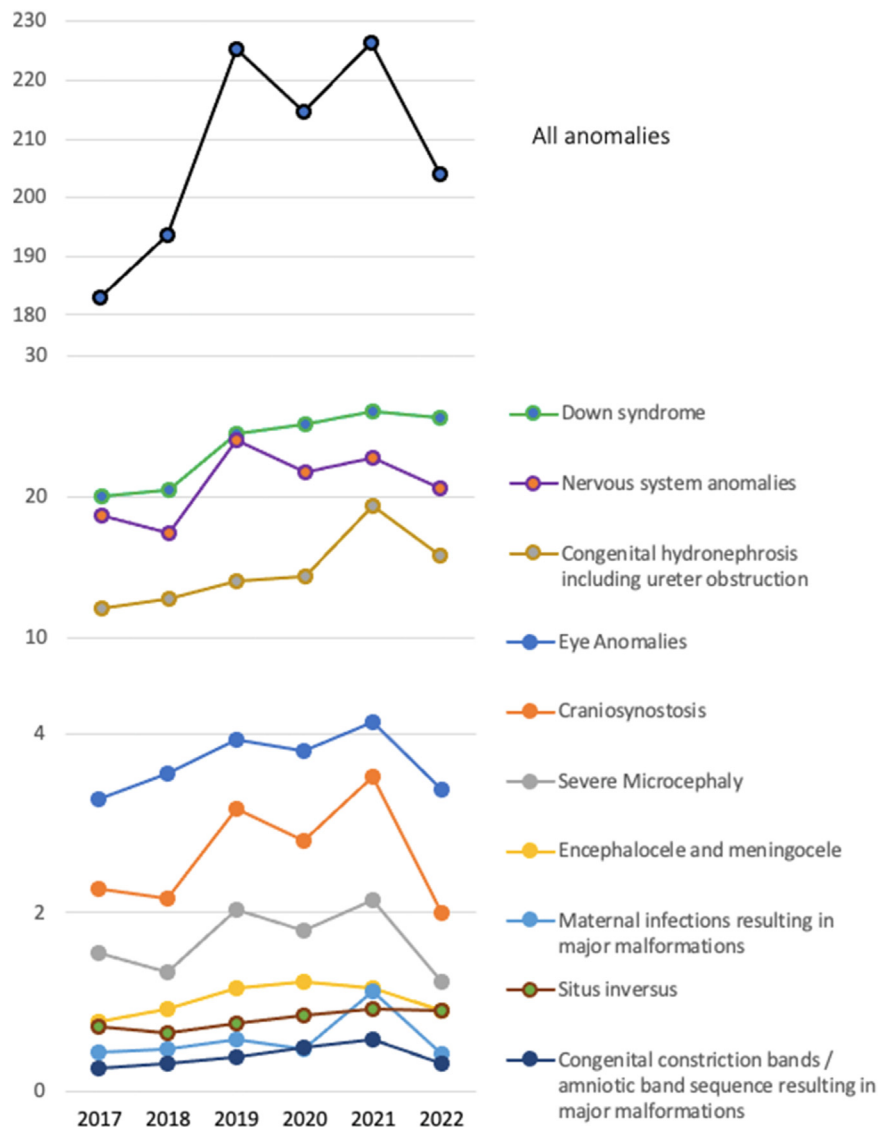 230
220
210
200
190
180
All anomalies
30
20
10
Down syndrome
Nervous system anomalies
Congenital hydronephrosis
including ureter obstruction
Eye Anomalies
4
2
0
Craniosynostosis
Severe Microcephaly
Encephalocele and meningocele
Maternal infections resulting in
major malformations
Situs inversus
Congenital constriction bands /
amniotic band sequence resulting in
major malformations
2017 2018 2019 2020 2021 2022